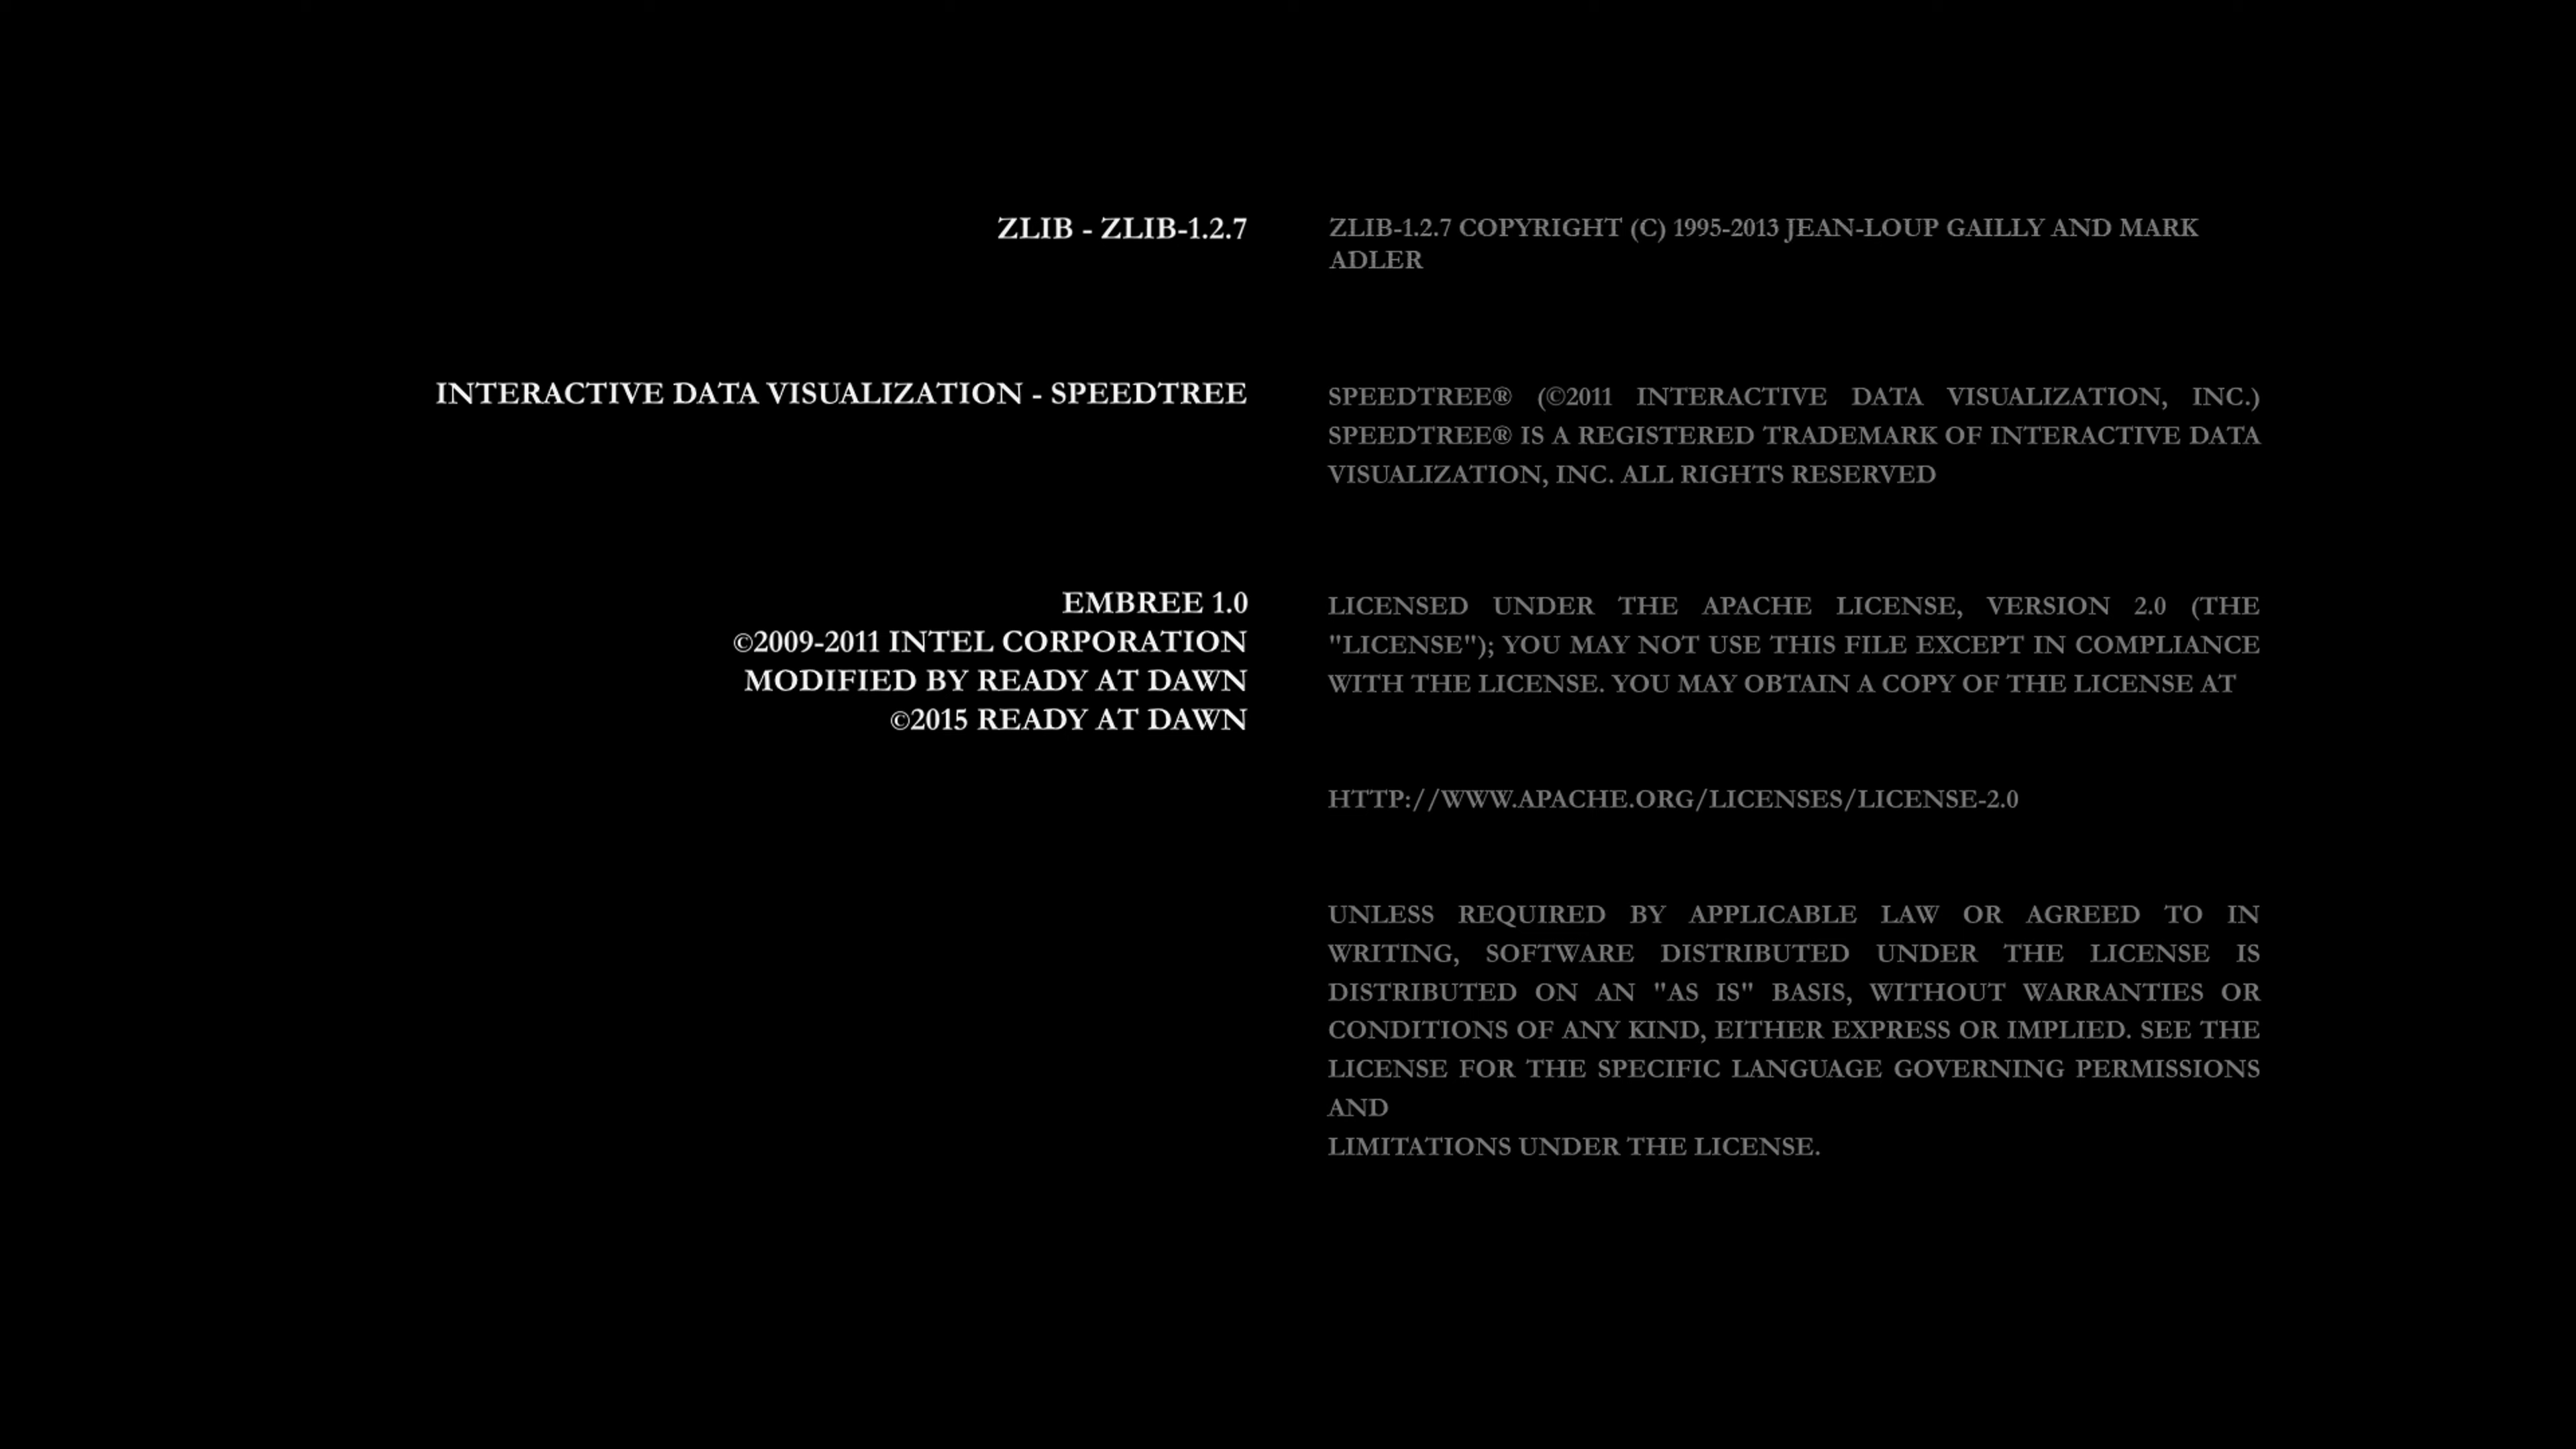 ZLIB - ZLIB-1.2.7
ZLIB-1.2.7 COPYRIGHT (C) 1995-2013 JEAN-LOUP GAILLY AND MARK
ADLER
INTERACTIVE DATA VISUALIZATION - SPEEDTREE
SPEEDTREE® (©2011 INTERACTIVE DATA VISUALIZATION, INC.)
SPEEDTREE® IS A REGISTERED TRADEMARK OF INTERACTIVE DATA
VISUALIZATION, INC. ALL RIGHTS RESERVED
EMBREE 1.0
©2009-2011 INTEL CORPORATION
MODIFIED BY READY AT DAWN
©2015 READY AT DAWN
LICENSED UNDER THE APACHE LICENSE, VERSION 2.0 (THE
"LICENSE"); YOU MAY NOT USE THIS FILE EXCEPT IN COMPLIANCE
WITH THE LICENSE. YOU MAY OBTAIN A COPY OF THE LICENSE AT
HTTP://WWW.APACHE.ORG/LICENSES/LICENSE-2.0
UNLESS REQUIRED BY APPLICABLE LAW OR AGREED TO IN
WRITING, SOFTWARE DISTRIBUTED UNDER THE LICENSE IS
DISTRIBUTED ON AN "AS IS" BASIS, WITHOUT WARRANTIES OR
CONDITIONS OF ANY KIND, EITHER EXPRESS OR IMPLIED. SEE THE
LICENSE FOR THE SPECIFIC LANGUAGE GOVERNING PERMISSIONS
AND
LIMITATIONS UNDER THE LICENSE.